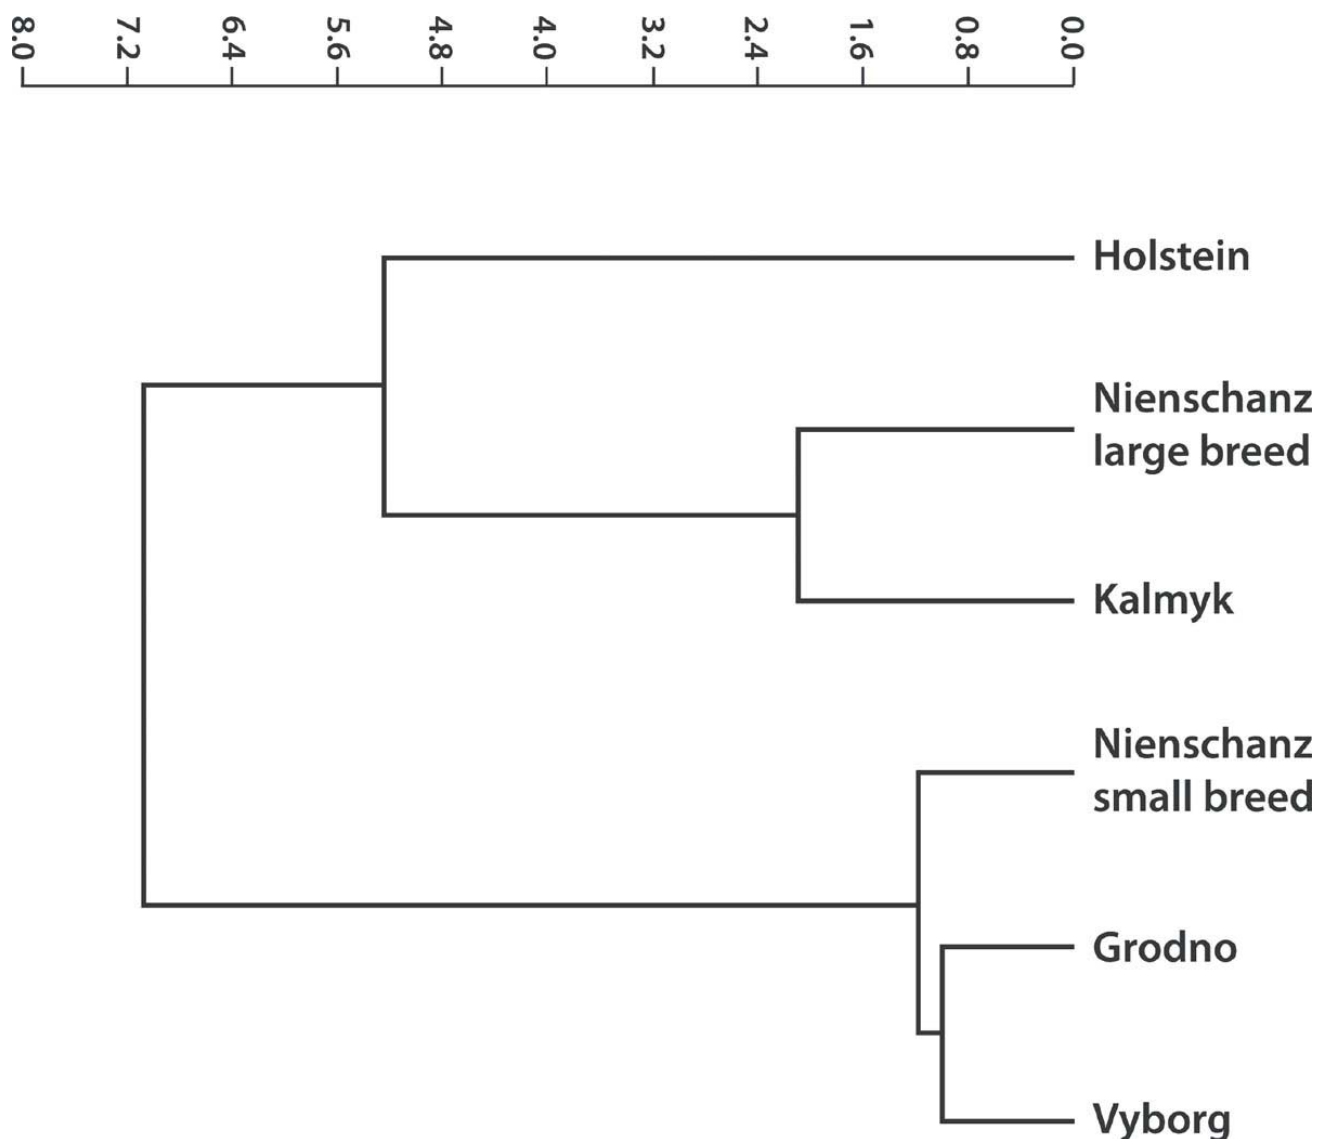 8.0 7.2 6.4 5.6 4.8 4.0 3.2 2.4 1.6 0.8 0.0
Holstein
Nienschanz
large breed
Kalmyk
Nienschanz
small breed
Grodno
Vyborg